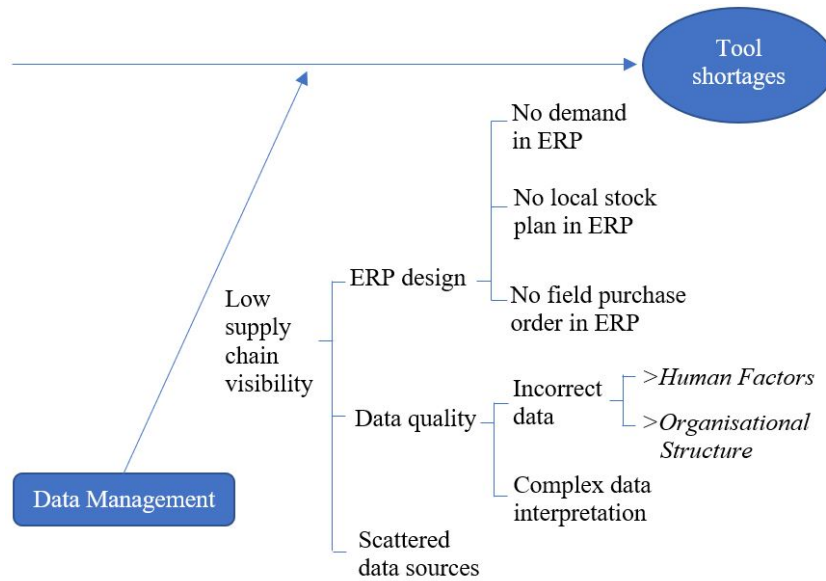 Tool
shortages
No demand
in ERP
No local stock
plan in ERP
ERP design
No field purchase
order in ERP
Low
supply
chain
visibility
Incorrect
data
>Human Factors
>Organisational
Structure
Data quality
Complex data
interpretation
Data Management
Scattered
data sources